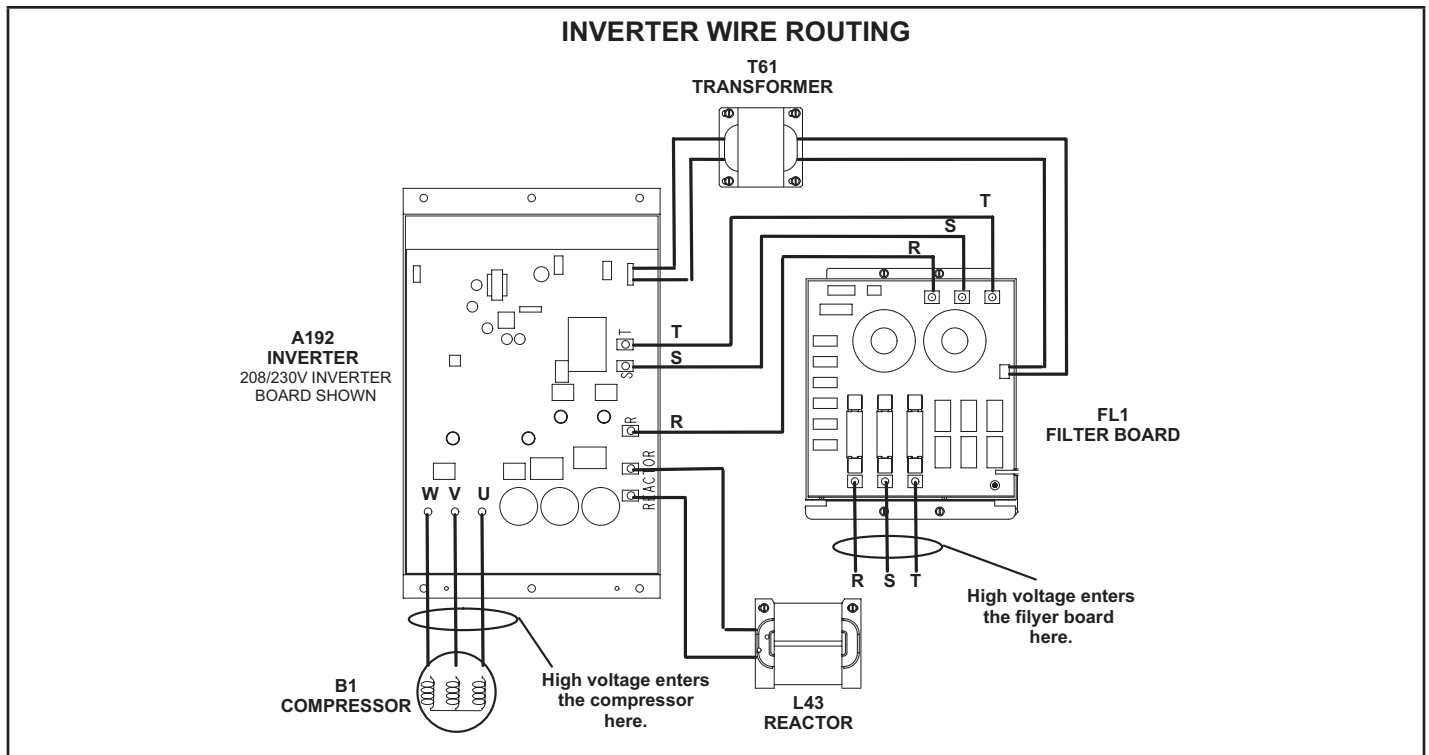 INVERTER WIRE ROUTING
T61
TRANSFORMER
T
S
R
A192
INVERTER
208/230V INVERTER
BOARD SHOWN
T
T
S
S
R
R
REACTOR
W V U
FL1
FILTER BOARD
R S T
High voltage enters
the filyer board
here.
B1
COMPRESSOR
High voltage enters
the compressor
here.
L43
REACTOR